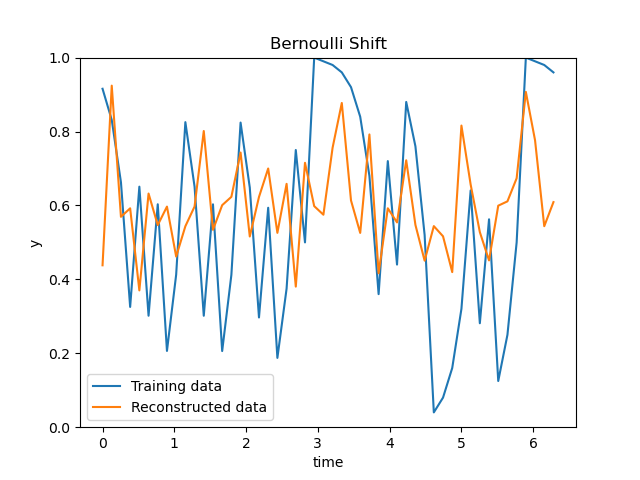 Bernoulli Shift
1.0
0.8
0.6
0.4
0.2
0.0
y
Training data
Reconstructed data
0 1 2 3 4 5 6
time